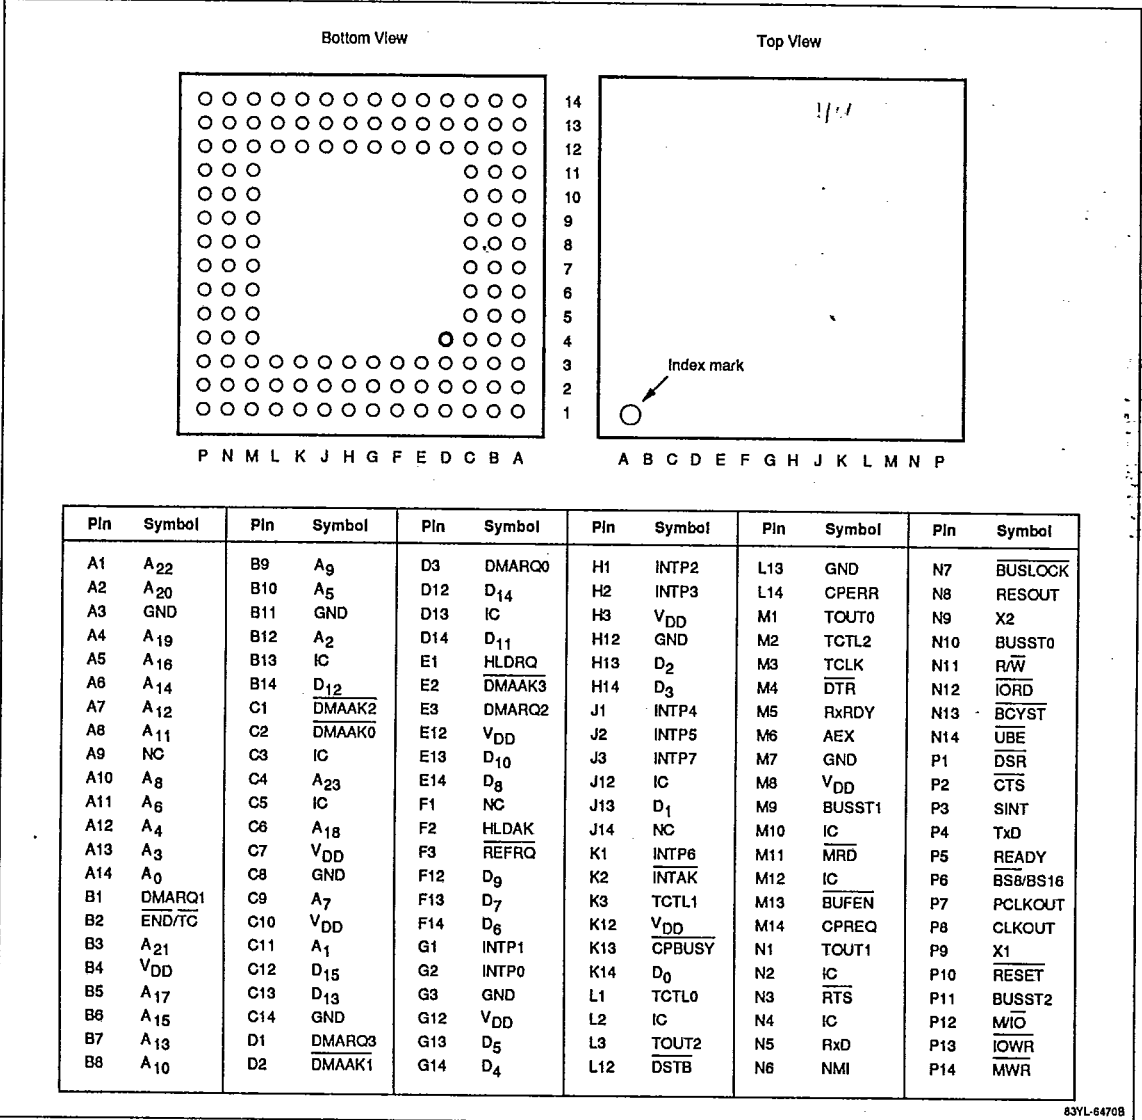 Bottom View
Top View
14
13
12
11
10
9
8
7
6
5
4
3
2
1
Index mark
P N M L K J H G F E D C B A
A B C D E F G H J K L M N P
Pin Symbol Pin Symbol Pin Symbol Pin Symbol Pin Symbol Pin Symbol
A1 A22 B9 A9 D3 DMARQ0 H1 INTP2 L13 GND N7 BUSLOCK
A2 A20 B10 A5 D12 D14 H2 INTP3 L14 CPERR N8 RESOUT
A3 GND B11 GND D13 IC H3 VDD M1 TOUT0 N9 X2
A4 A19 B12 A2 D14 D11 H12 GND M2 TCTL2 N10 BUSST0
A5 A16 B13 IC E1 HLDRQ H13 D2 M3 TCLK N11 R/W
A6 A14 B14 D12 E2 DMAAK3 H14 D3 M4 DTR N12 IORD
A7 A12 C1 DMAAK2 E3 DMARQ2 J1 INTP4 M5 RxRDY N13 BCYST
A8 A11 C2 DMAAK0 E12 VDD J2 INTP5 M6 AEX N14 UBE
A9 NC C3 IC E13 D10 J3 INTP7 M7 GND P1 DSR
A10 A8 C4 A23 E14 D8 J12 IC M8 VDD P2 CTS
A11 A6 C5 IC F1 NC J13 D1 M9 BUSST1 P3 SINT
A12 A4 C6 A18 F2 HLDAK J14 NC M10 IC P4 TxD
A13 A3 C7 VDD F3 REFRQ K1 INTP6 M11 MRD P5 READY
A14 A0 C8 GND F12 D9 K2 INTAK M12 IC P6 BS8/BS16
B1 DMARQ1 C9 A7 F13 D7 K3 TCTL1 M13 BUFEN P7 PCLKOUT
B2 END/TC C10 VDD F14 D6 K12 VDD M14 CPREQ P8 CLKOUT
B3 A21 C11 A1 G1 INTP1 K13 CPBUSY N1 TOUT1 P9 X1
B4 VDD C12 D15 G2 INTP0 K14 D0 N2 IC P10 RESET
B5 A17 C13 D13 G3 GND L1 TCTL0 N3 RTS P11 BUSST2
B6 A15 C14 GND G12 VDD L2 IC N4 IC P12 M/IO
B7 A13 D1 DMARQ3 G13 D5 L3 TOUT2 N5 RxD P13 IOWR
B8 A10 D2 DMAAK1 G14 D4 L12 DSTB N6 NMI P14 MWR
83YL-6470B